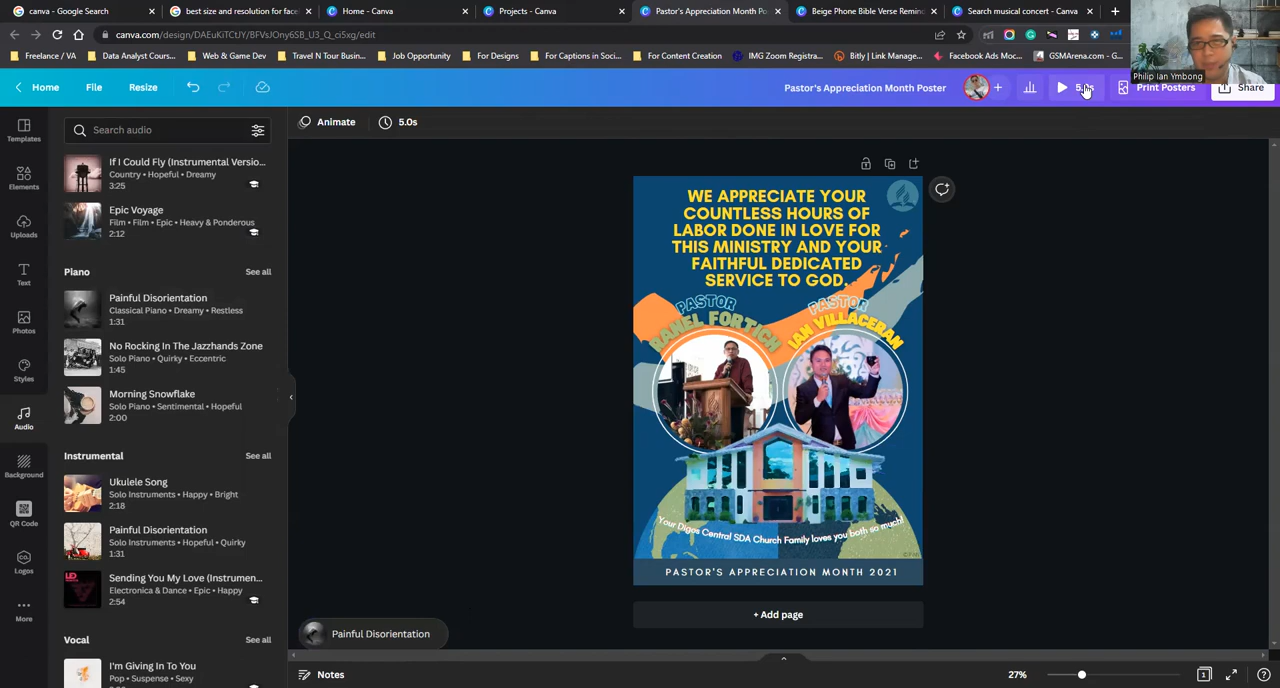 canva - Google Search
best size and resolution for face
Home - Canva
Projects - Canva
Pastor's Appreciation Month Po
Beige Phone Bible Verse Remind
Search musical concert - Canva
canva.com/design/DAEuKiTCtJY/BFVsJOny6SB_U3_Q_ci5xg/edit
Freelance / VA
Data Analyst Cours...
Web & Game Dev
Travel N Tour Busin...
Job Opportunity
For Designs
For Captions in Soci...
For Content Creation
IMG Zoom Registra...
Bitly | Link Manage...
Facebook Ads Moc...
GSMArena.com - G...
Philip Ian Ymbong
Home
File
Resize
Pastor's Appreciation Month Poster
5.0s
Print Posters
Share
Templates
Elements
Uploads
Text
Photos
Styles
Audio
Background
QR Code
Logos
More
Search audio
If I Could Fly (Instrumental Versio...
Country • Hopeful • Dreamy
3:25
Epic Voyage
Film • Film • Epic • Heavy & Ponderous
2:12
Piano
See all
Painful Disorientation
Classical Piano • Dreamy • Restless
1:31
No Rocking In The Jazzhands Zone
Solo Piano • Quirky • Eccentric
1:45
Morning Snowflake
Solo Piano • Sentimental • Hopeful
2:00
Instrumental
See all
Ukulele Song
Solo Instruments • Happy • Bright
2:18
Painful Disorientation
Solo Instruments • Hopeful • Quirky
1:31
Sending You My Love (Instrumen...
Electronica & Dance • Epic • Happy
2:54
Vocal
See all
I'm Giving In To You
Pop • Suspense • Sexy
Animate
5.0s
WE APPRECIATE YOUR
COUNTLESS HOURS OF
LABOR DONE IN LOVE FOR
THIS MINISTRY AND YOUR
FAITHFUL DEDICATED
SERVICE TO GOD.
PASTOR
RANEL FORTICH
PASTOR
IAN VILLACERAN
Your Digos Central SDA Church Family loves you both so much!
PASTOR'S APPRECIATION MONTH 2021
+ Add page
Painful Disorientation
Notes
27%
1